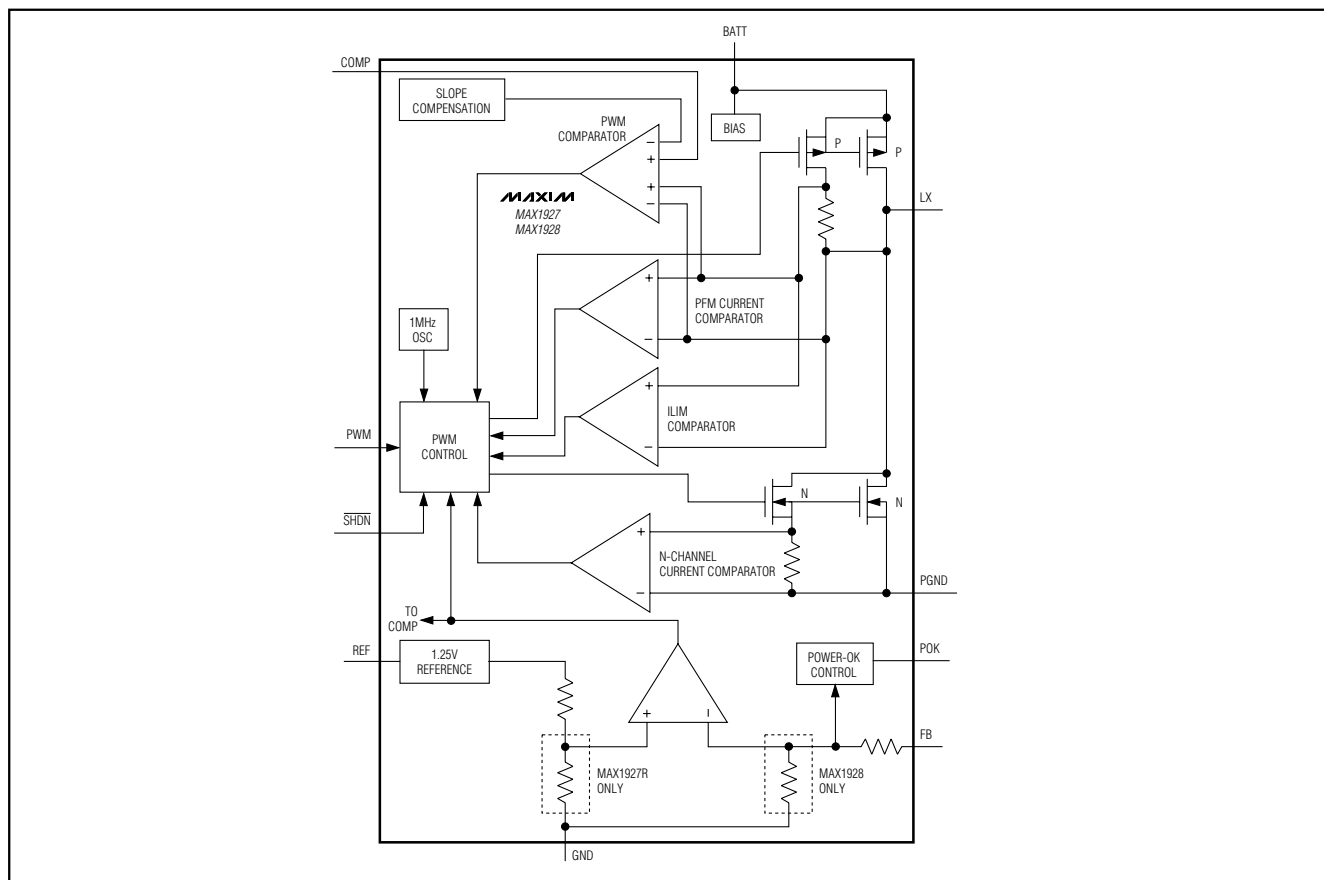 BATT
COMP
SLOPE
COMPENSATION
PWM
COMPARATOR
BIAS
P
P
MAXIM
MAX1927
MAX1928
LX
−
+
+
−
+
PFM CURRENT
COMPARATOR
−
1MHz
OSC
+
ILIM
COMPARATOR
−
PWM
PWM
CONTROL
N
N
SHDN
+
N-CHANNEL
CURRENT COMPARATOR
−
PGND
TO
COMP
REF
1.25V
REFERENCE
POWER-OK
CONTROL
POK
+
−
FB
MAX1927R
ONLY
MAX1928
ONLY
GND